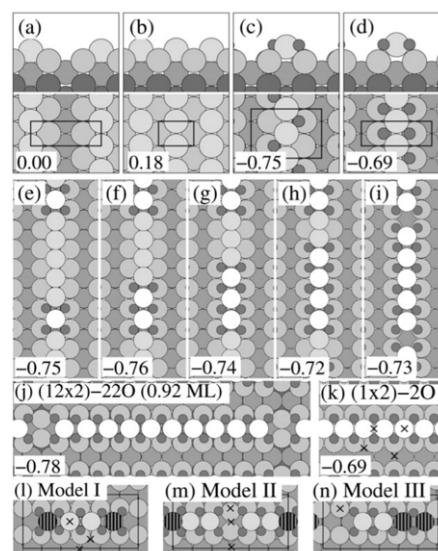 (a) (b) (c) (d)
0.00 0.18 −0.75 −0.69
(e) (f) (g) (h) (i)
−0.75 −0.76 −0.74 −0.72 −0.73
(j) (12x2)−22O (0.92 ML) (k) (1x2)−2O
−0.78 −0.69
(l) Model I (m) Model II (n) Model III